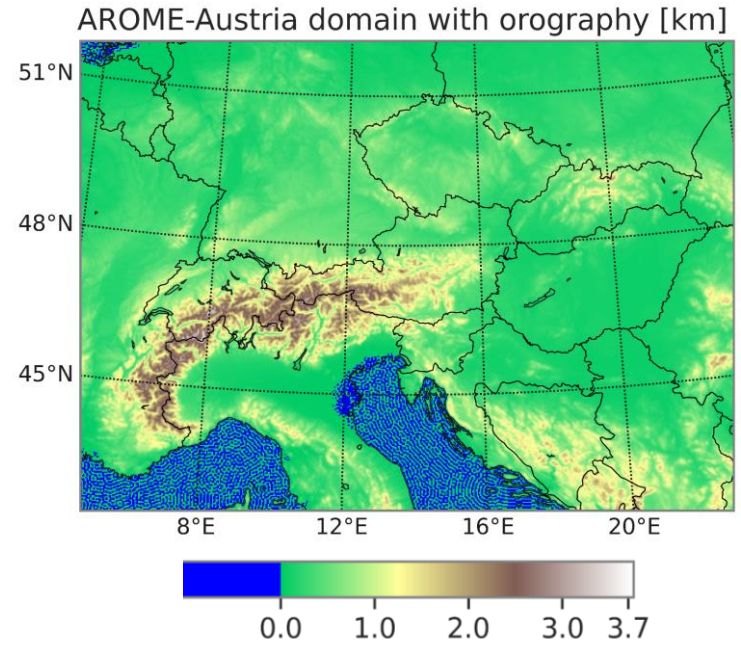 AROME-Austria domain with orography [km]
51°N
48°N
45°N
8°E 12°E 16°E 20°E
0.0 1.0 2.0 3.0 3.7